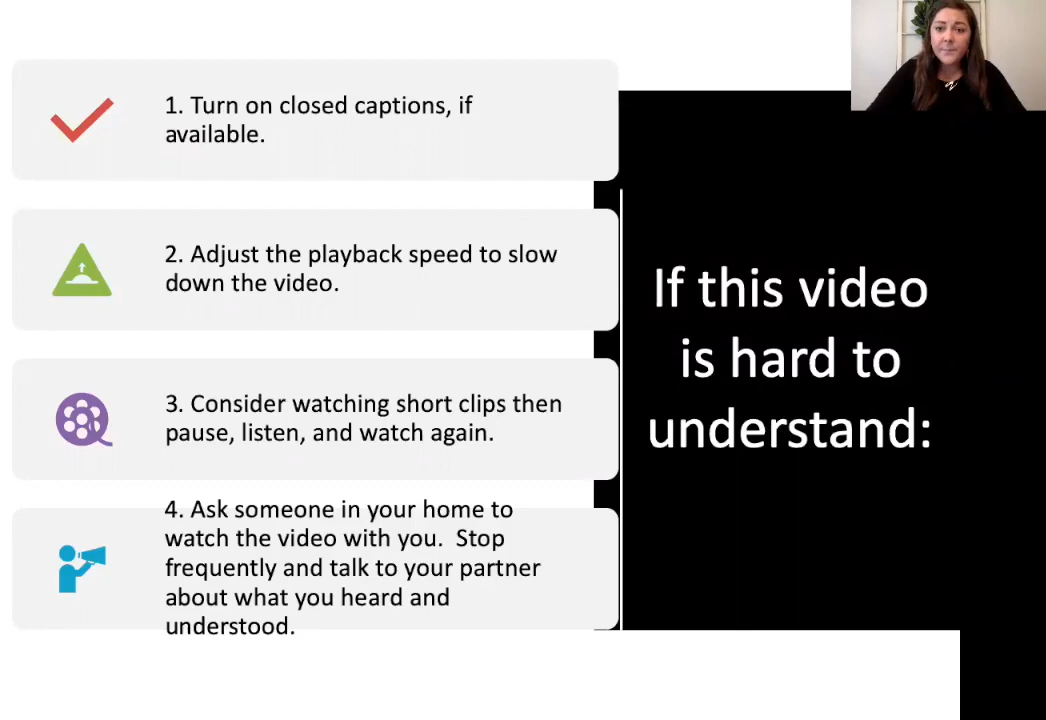 1. Turn on closed captions, if
available.
2. Adjust the playback speed to slow
down the video.
3. Consider watching short clips then
pause, listen, and watch again.
4. Ask someone in your home to
watch the video with you.  Stop
frequently and talk to your partner
about what you heard and
understood.
If this video
is hard to
understand: